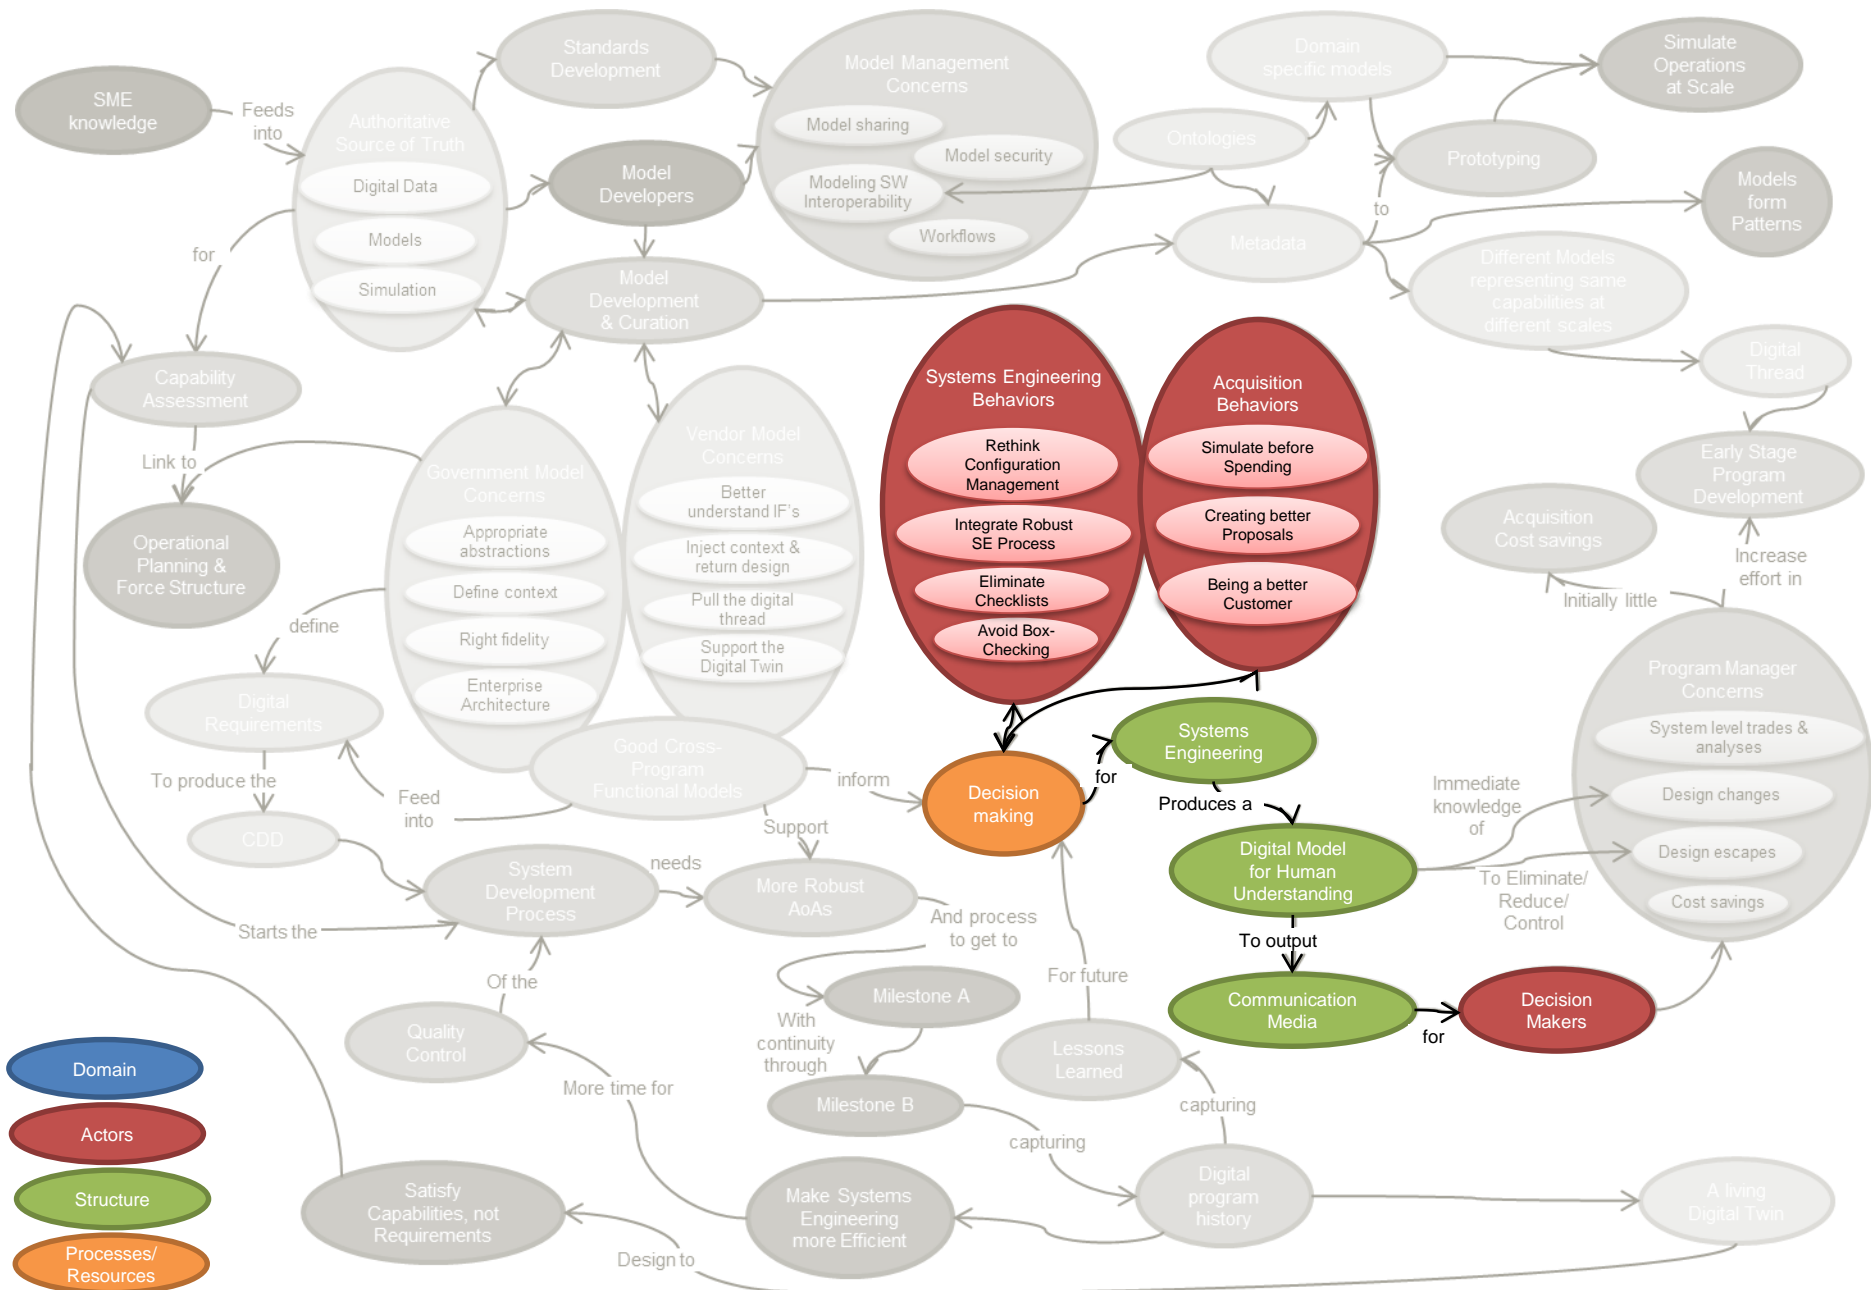 SME
knowledge
Feeds
into
Authoritative
Source of Truth
Digital Data
Models
Simulation
Standards
Development
Model
Developers
Model
Development
& Curation
Model Management
Concerns
Model sharing
Model security
Modeling SW
Interoperability
Workflows
Ontologies
Domain
specific models
Simulate
Operations
at Scale
Prototyping
to
Metadata
Models
form
Patterns
Different Models
representing same
capabilities at
different scales
Digital
Thread
Early Stage
Program
Development
Increase
effort in
Acquisition
Cost savings
Initially little
for
Capability
Assessment
Link to
Operational
Planning &
Force Structure
define
Digital
Requirements
To produce the
CDD
Government Model
Concerns
Appropriate
abstractions
Define context
Right fidelity
Enterprise
Architecture
Vendor Model
Concerns
Better
understand IF's
Inject context &
return design
Pull the digital
thread
Support the
Digital Twin
Good Cross-
Program
Functional Models
Feed
into
inform
Support
Systems Engineering
Behaviors
Rethink
Configuration
Management
Integrate Robust
SE Process
Eliminate
Checklists
Avoid Box-
Checking
Acquisition
Behaviors
Simulate before
Spending
Creating better
Proposals
Being a better
Customer
Decision
making
for
Systems
Engineering
Produces a
Digital Model
for Human
Understanding
To output
Communication
Media
for
Decision
Makers
Immediate
knowledge
of
To Eliminate/
Reduce/
Control
Program Manager
Concerns
System level trades &
analyses
Design changes
Design escapes
Cost savings
System
Development
Process
needs
More Robust
AoAs
And process
to get to
Starts the
Of the
Quality
Control
Milestone A
With
continuity
through
Milestone B
For future
Lessons
Learned
capturing
capturing
More time for
Digital
program
history
Make Systems
Engineering
more Efficient
Satisfy
Capabilities, not
Requirements
Design to
A living
Digital Twin
Domain
Actors
Structure
Processes/
Resources